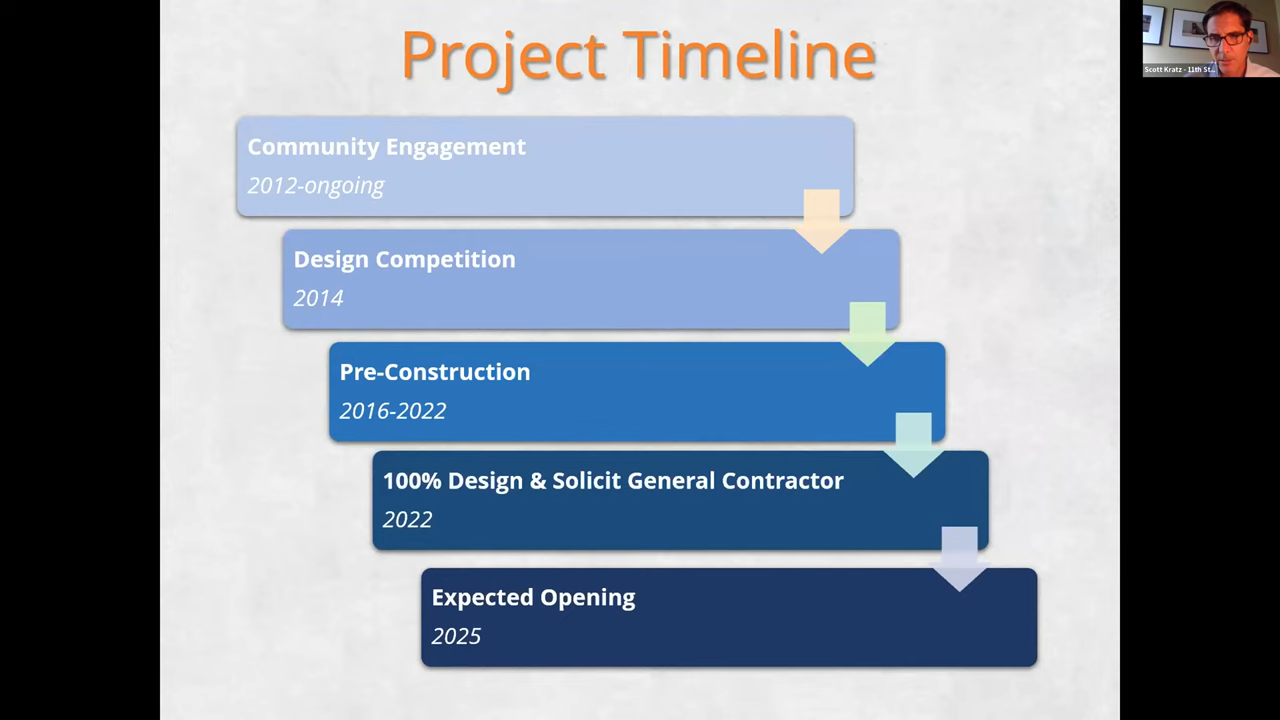 Project Timeline
Scott Kratz - 11th St...
Community Engagement
2012-ongoing
Design Competition
2014
Pre-Construction
2016-2022
100% Design & Solicit General Contractor
2022
Expected Opening
2025